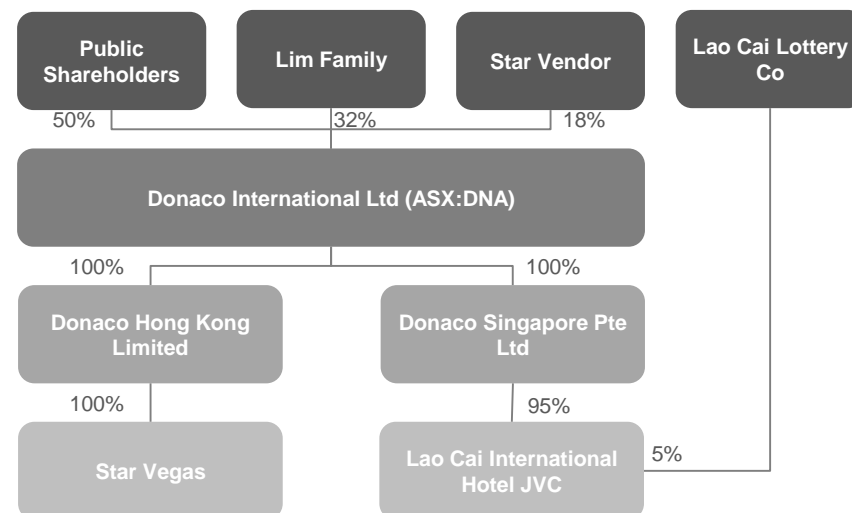 Public
Shareholders
Lim Family
Star Vendor
Lao Cai Lottery
Co
50%
32%
18%
Donaco International Ltd (ASX:DNA)
100%
100%
Donaco Hong Kong
Limited
Donaco Singapore Pte
Ltd
100%
95%
Star Vegas
Lao Cai International
Hotel JVC
5%